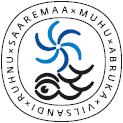 RUHNU × SAAREMAA × MUHU × ABRUKA × VILSANDI ×